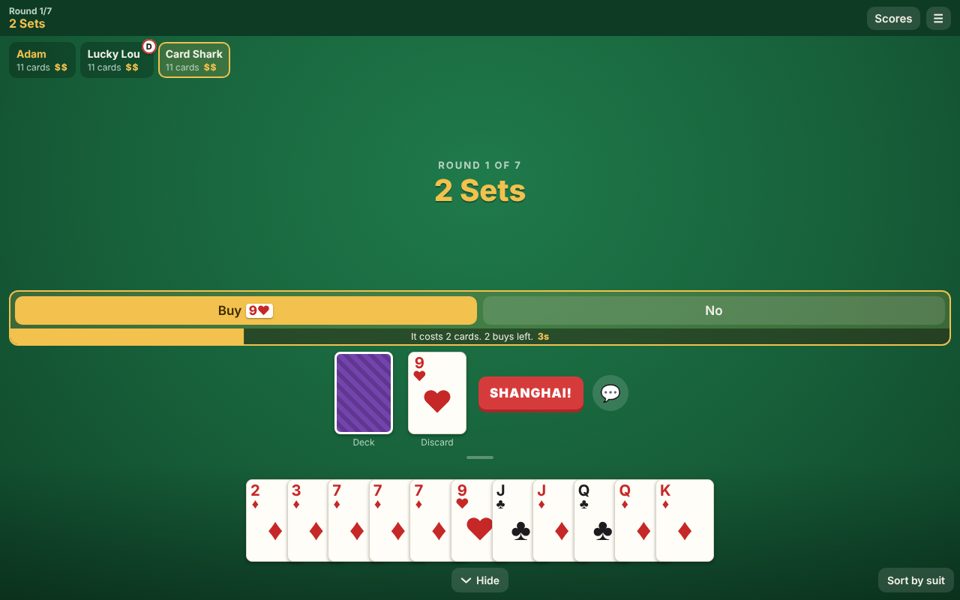 Round 1/7
2 Sets
Scores
Adam
11 cards $$
Lucky Lou
D
11 cards $$
Card Shark
11 cards $$
ROUND 1 OF 7
2 Sets
Buy 9♥
No
It costs 2 cards. 2 buys left. 3s
9
SHANGHAI!
Deck
Discard
2 3 7 7 7 9 J J Q Q K
Hide
Sort by suit